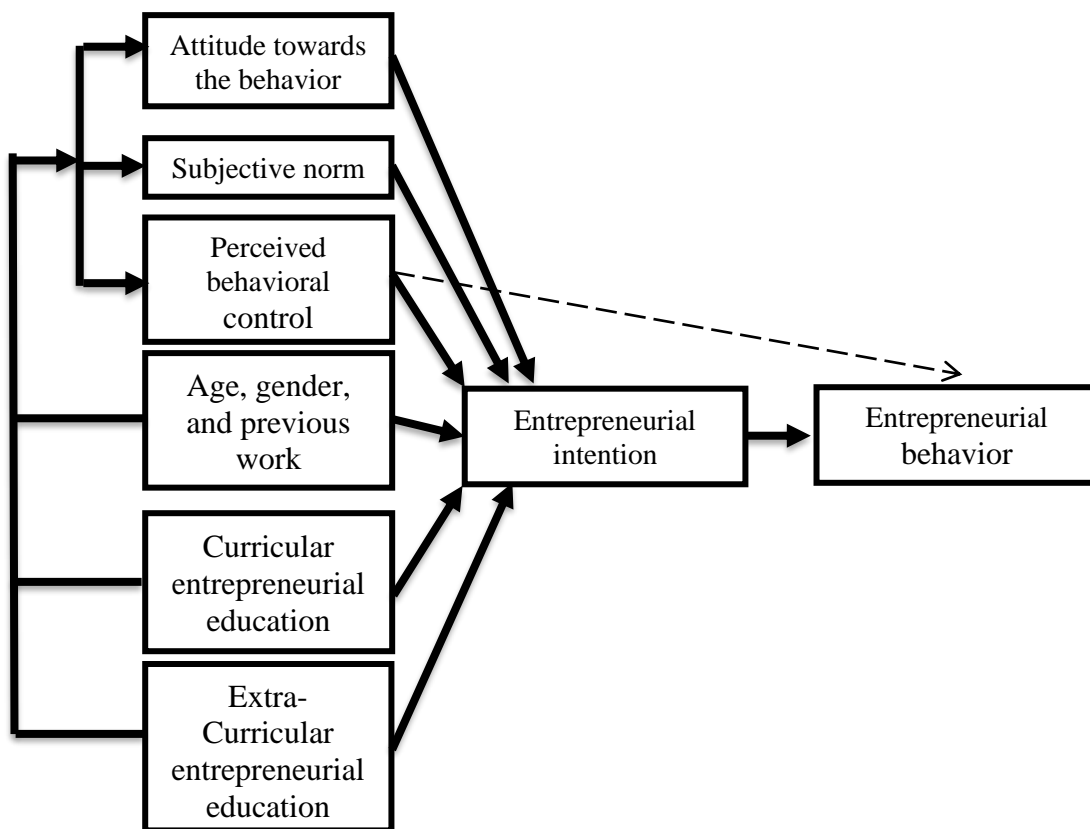 Attitude towards
the behavior
Subjective norm
Perceived
behavioral
control
Age, gender,
and previous
work
Curricular
entrepreneurial
education
Extra-
Curricular
entrepreneurial
education
Entrepreneurial
intention
Entrepreneurial
behavior